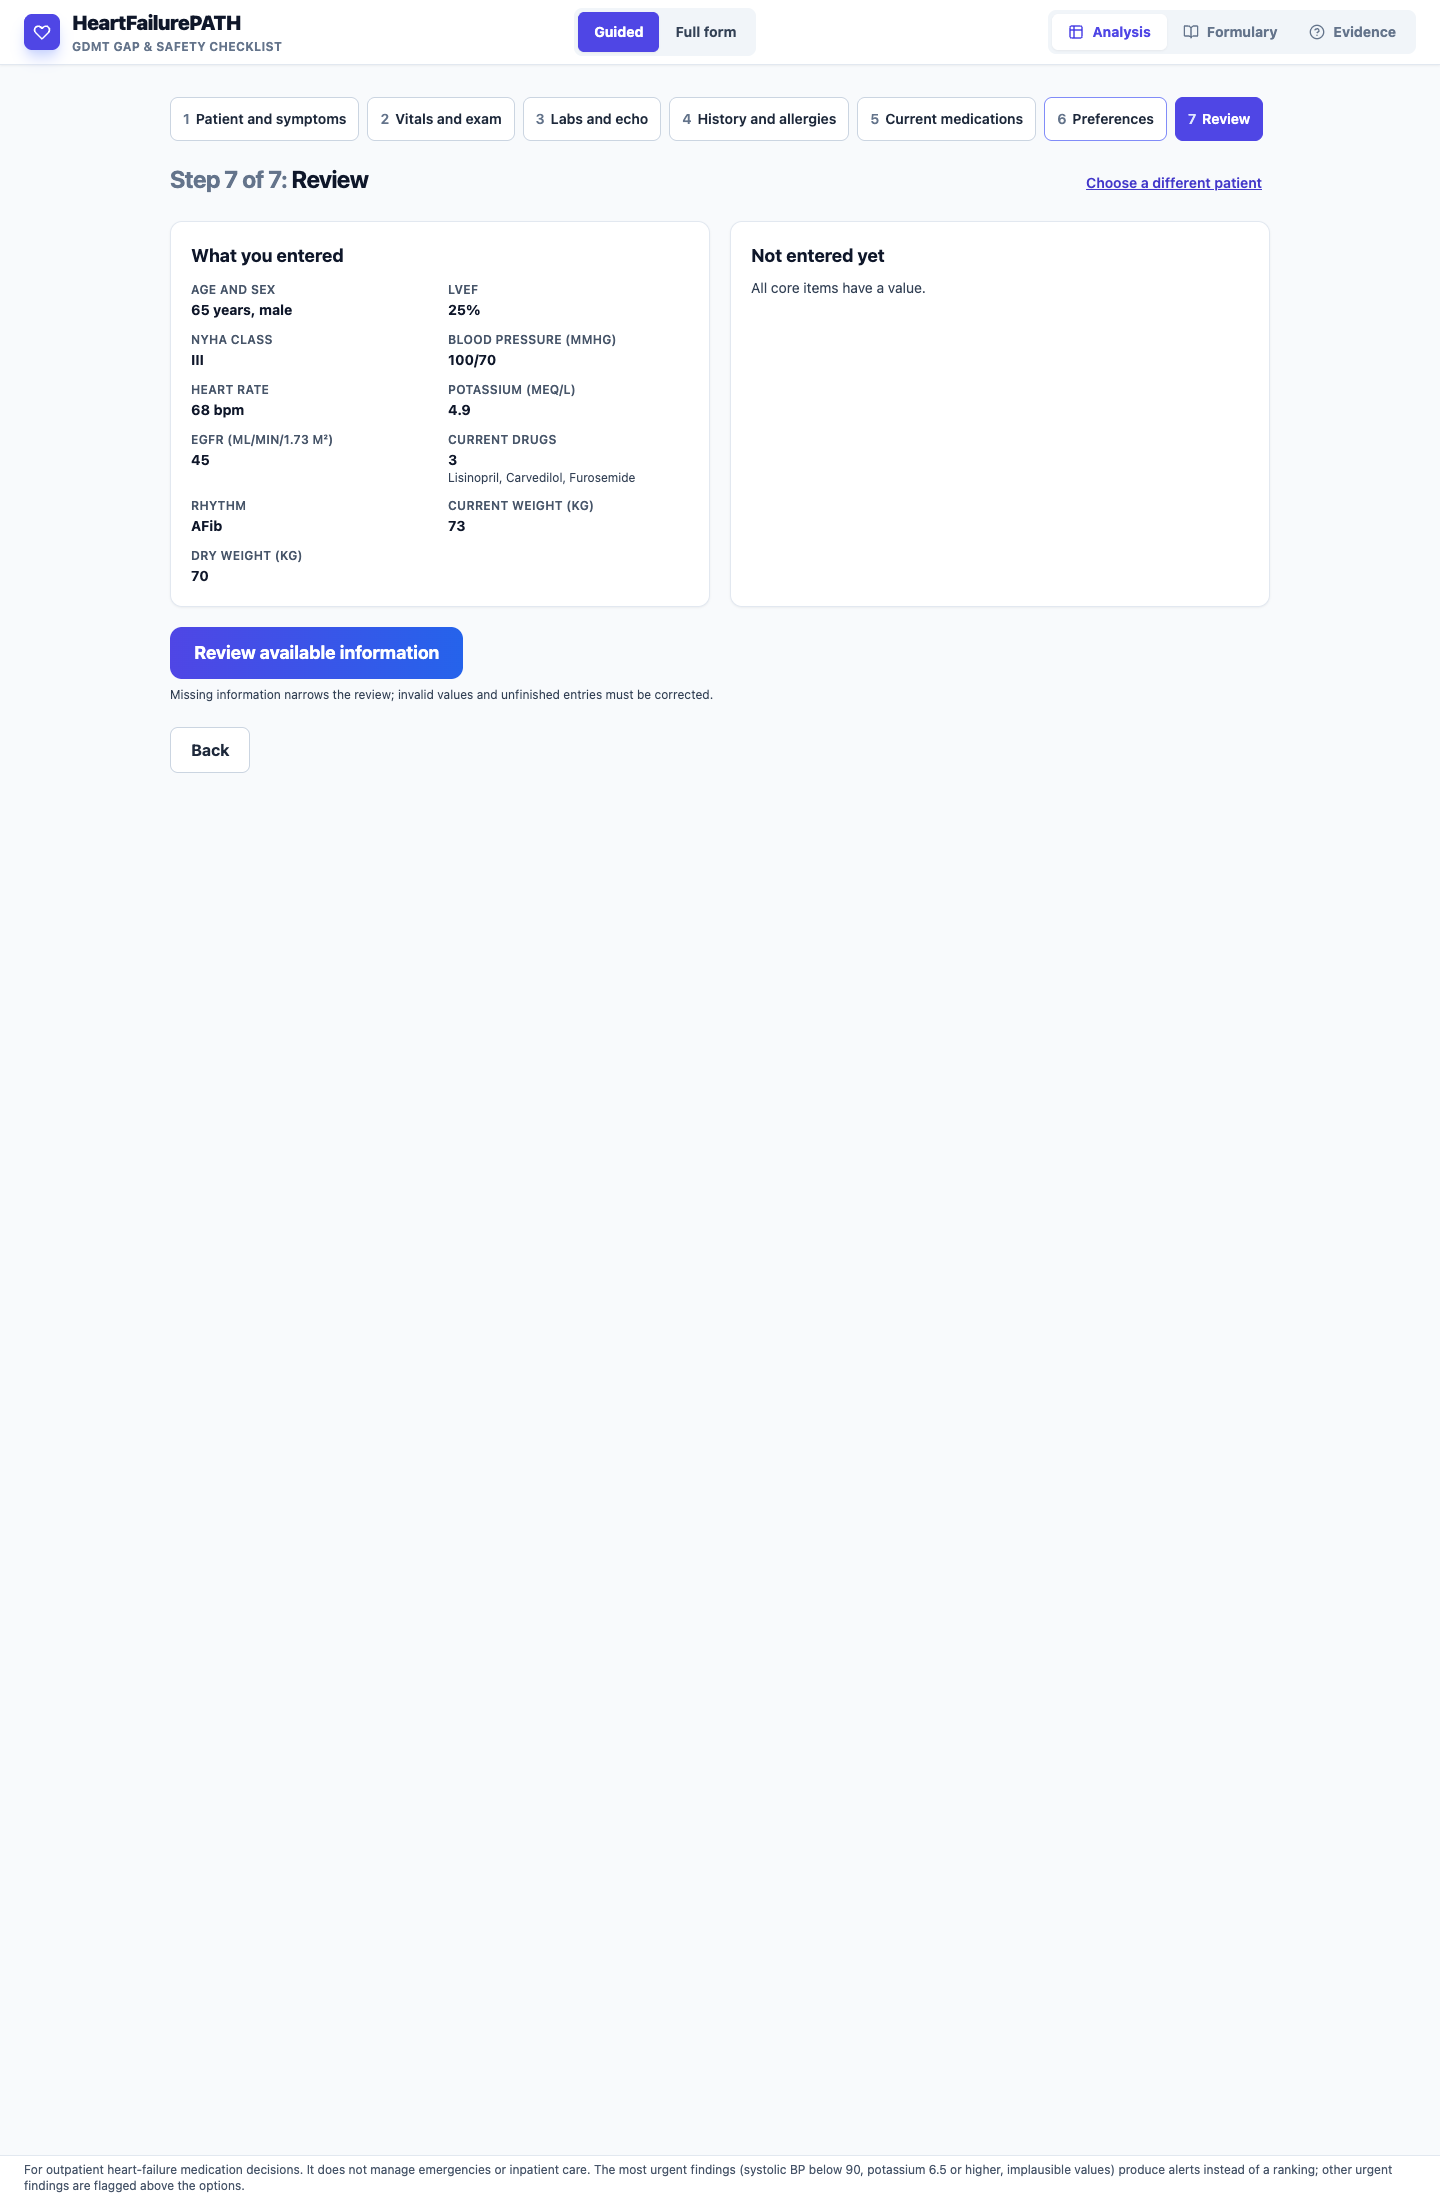 HeartFailurePATH
GDMT GAP & SAFETY CHECKLIST
Guided
Full form
Analysis
Formulary
Evidence
1 Patient and symptoms
2 Vitals and exam
3 Labs and echo
4 History and allergies
5 Current medications
6 Preferences
7 Review
Step 7 of 7: Review
Choose a different patient
What you entered
AGE AND SEX
65 years, male
LVEF
25%
NYHA CLASS
III
BLOOD PRESSURE (MMHG)
100/70
HEART RATE
68 bpm
POTASSIUM (MEQ/L)
4.9
EGFR (ML/MIN/1.73 M²)
45
CURRENT DRUGS
3
Lisinopril, Carvedilol, Furosemide
RHYTHM
AFib
CURRENT WEIGHT (KG)
73
DRY WEIGHT (KG)
70
Not entered yet
All core items have a value.
Review available information
Missing information narrows the review; invalid values and unfinished entries must be corrected.
Back
For outpatient heart-failure medication decisions. It does not manage emergencies or inpatient care. The most urgent findings (systolic BP below 90, potassium 6.5 or higher, implausible values) produce alerts instead of a ranking; other urgent
findings are flagged above the options.